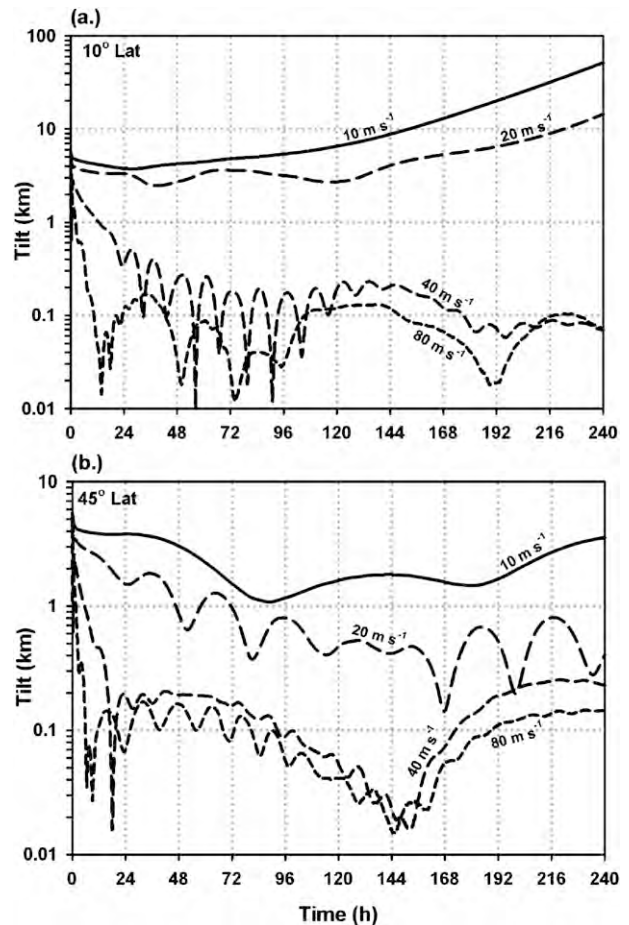 (a.)
100
10° Lat
10
1
0.1
0.01
Tilt (km)
10 m s⁻¹
20 m s⁻¹
40 m s⁻¹
80 m s⁻¹
0 24 48 72 96 120 144 168 192 216 240
(b.)
10
45° Lat
1
0.1
0.01
Tilt (km)
10 m s⁻¹
20 m s⁻¹
40 m s⁻¹
80 m s⁻¹
0 24 48 72 96 120 144 168 192 216 240
Time (h)